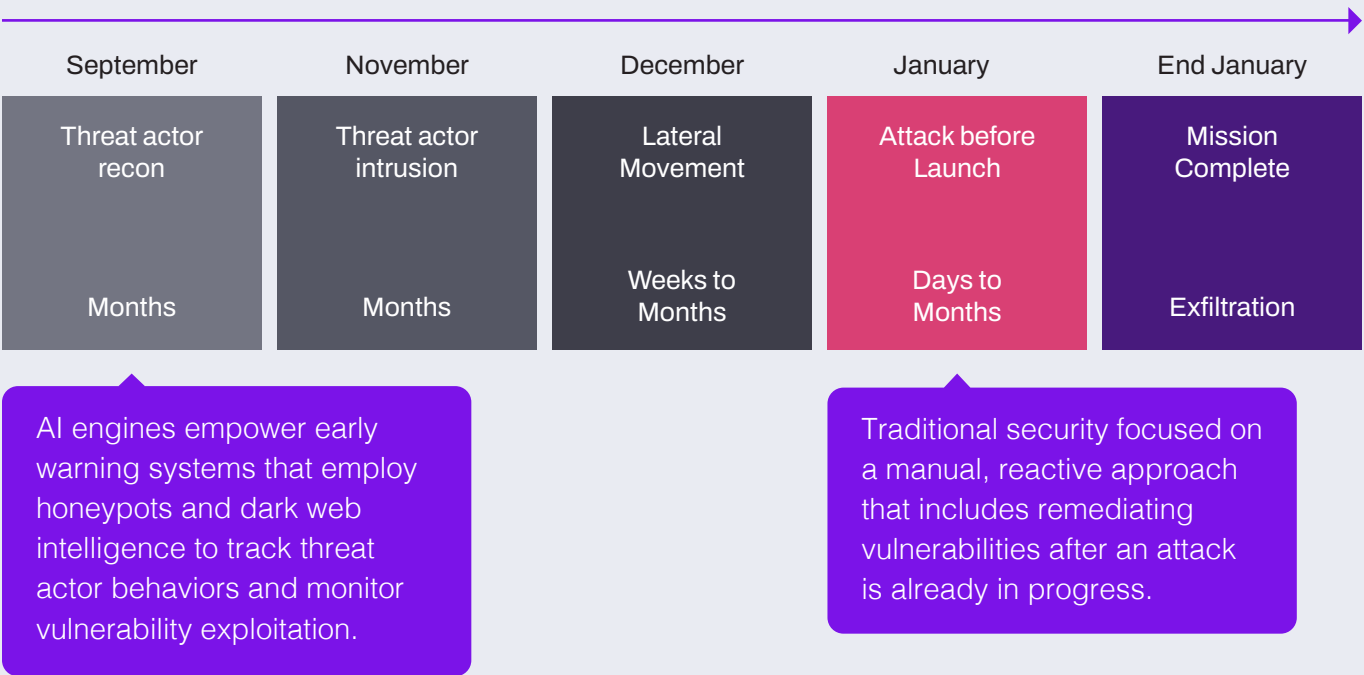 September
November
December
January
End January
Threat actor
recon
Months
Threat actor
intrusion
Months
Lateral
Movement
Weeks to
Months
Attack before
Launch
Days to
Months
Mission
Complete
Exfiltration
AI engines empower early
warning systems that employ
honeypots and dark web
intelligence to track threat
actor behaviors and monitor
vulnerability exploitation.
Traditional security focused on
a manual, reactive approach
that includes remediating
vulnerabilities after an attack
is already in progress.